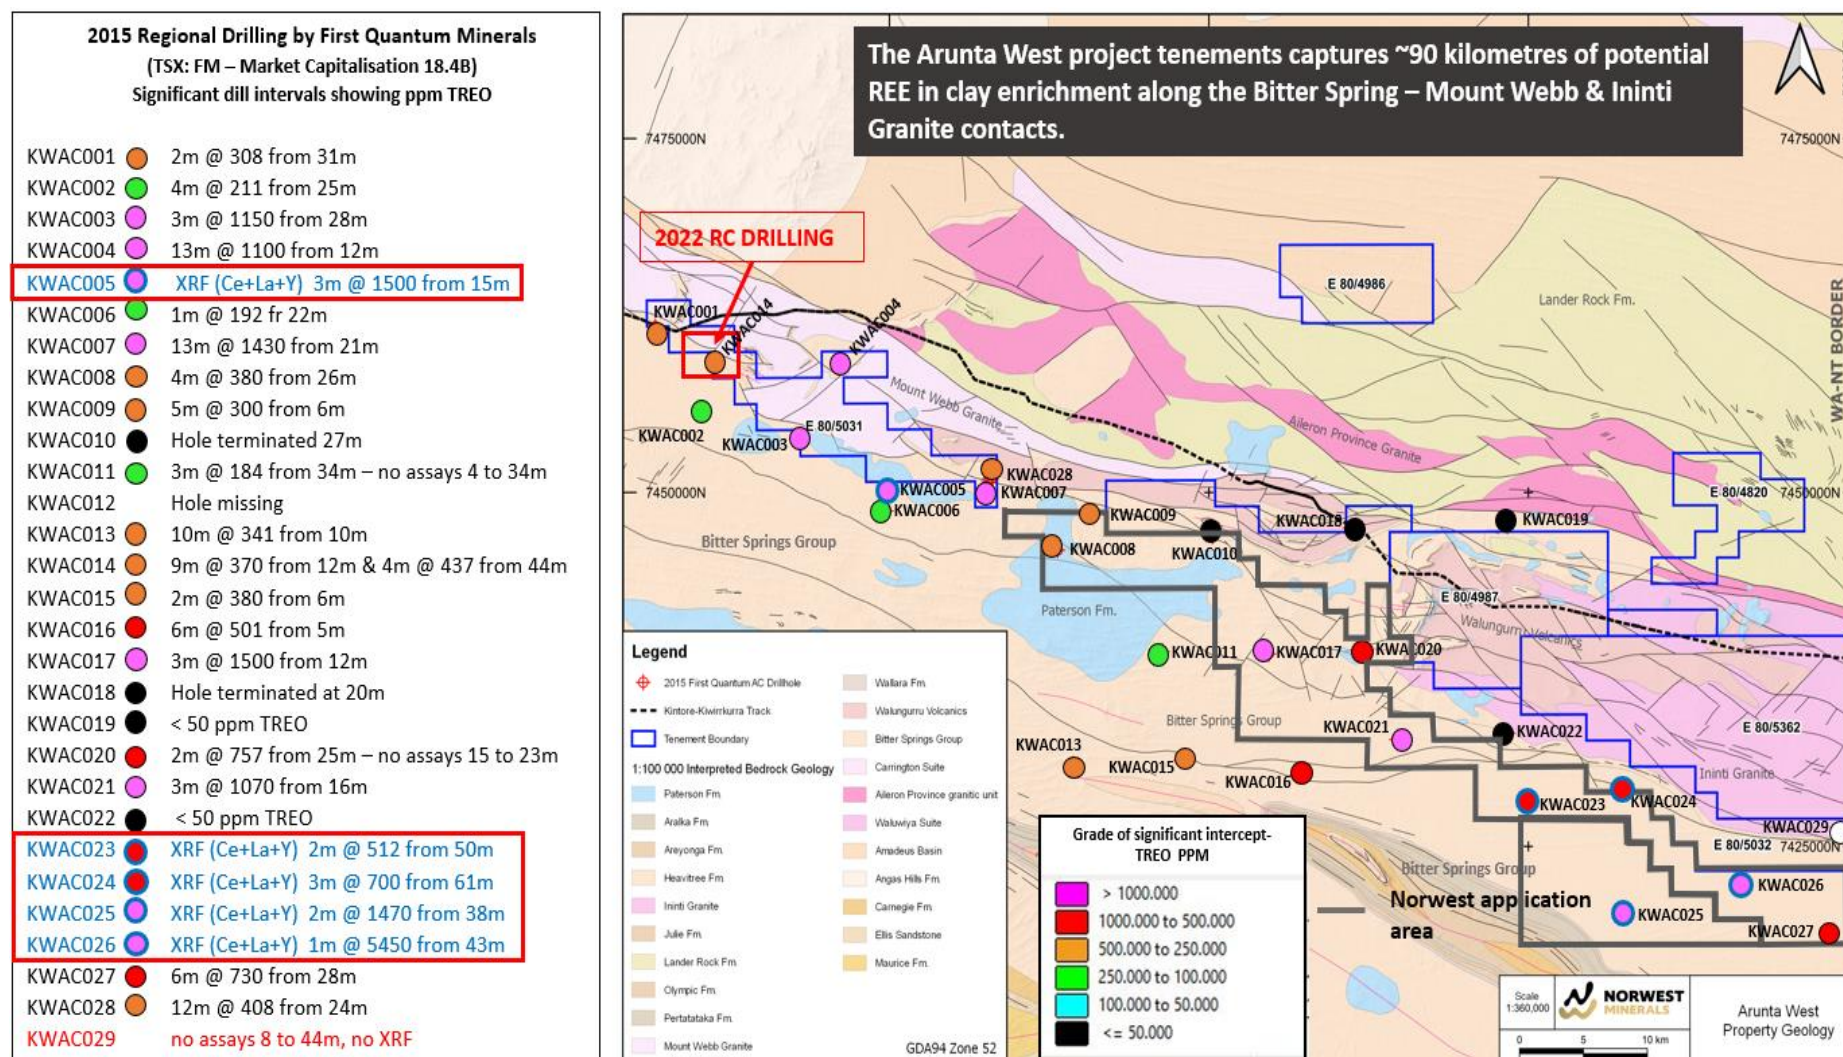 2015 Regional Drilling by First Quantum Minerals
(TSX: FM – Market Capitalisation 18.4B)
Significant dill intervals showing ppm TREO
KWAC001 2m @ 308 from 31m
KWAC002 4m @ 211 from 25m
KWAC003 3m @ 1150 from 28m
KWAC004 13m @ 1100 from 12m
KWAC005 XRF (Ce+La+Y) 3m @ 1500 from 15m
KWAC006 1m @ 192 fr 22m
KWAC007 13m @ 1430 from 21m
KWAC008 4m @ 380 from 26m
KWAC009 5m @ 300 from 6m
KWAC010 Hole terminated 27m
KWAC011 3m @ 184 from 34m – no assays 4 to 34m
KWAC012 Hole missing
KWAC013 10m @ 341 from 10m
KWAC014 9m @ 370 from 12m & 4m @ 437 from 44m
KWAC015 2m @ 380 from 6m
KWAC016 6m @ 501 from 5m
KWAC017 3m @ 1500 from 12m
KWAC018 Hole terminated at 20m
KWAC019 < 50 ppm TREO
KWAC020 2m @ 757 from 25m – no assays 15 to 23m
KWAC021 3m @ 1070 from 16m
KWAC022 < 50 ppm TREO
KWAC023 XRF (Ce+La+Y) 2m @ 512 from 50m
KWAC024 XRF (Ce+La+Y) 3m @ 700 from 61m
KWAC025 XRF (Ce+La+Y) 2m @ 1470 from 38m
KWAC026 XRF (Ce+La+Y) 1m @ 5450 from 43m
KWAC027 6m @ 730 from 28m
KWAC028 12m @ 408 from 24m
KWAC029 no assays 8 to 44m, no XRF
The Arunta West project tenements captures ~90 kilometres of potential
REE in clay enrichment along the Bitter Spring – Mount Webb & Ininti
Granite contacts.
7475000N
7475000N
2022 RC DRILLING
E 80/4986
Lander Rock Fm.
WA-NT BORDER
KWAC001
KWAC014
KWAC004
Mount Webb Granite
KWAC002
KWAC003
E 80/5031
Aileron Province Granite
KWAC028
7450000N
KWAC005
KWAC007
KWAC006
E 80/4820
7450000N
KWAC009
KWAC018
KWAC019
Bitter Springs Group
KWAC008
KWAC010
Paterson Fm.
E 80/4987
Walungurru Volcanics
KWAC011
KWAC017
KWAC020
Bitter Springs Group
KWAC021
KWAC022
E 80/5362
KWAC013
KWAC015
KWAC016
Ininti Granite
KWAC023
KWAC024
KWAC029
E 80/5032
7425000N
Bitter Springs Group
KWAC026
KWAC025
KWAC027
Norwest application
area
Legend
2015 First Quantum AC Drillhole
Kintore-Kiwirrkurra Track
Tenement Boundary
1:100 000 Interpreted Bedrock Geology
Paterson Fm.
Aralka Fm.
Areyonga Fm.
Heavitree Fm.
Ininti Granite
Julie Fm.
Lander Rock Fm.
Olympic Fm.
Pertatataka Fm.
Mount Webb Granite
Wallara Fm.
Walungurru Volcanics
Bitter Springs Group
Carrington Suite
Aileron Province granitic unit
Waluwiya Suite
Amadeus Basin
Angas Hills Fm.
Carnegie Fm.
Ellis Sandstone
Maurice Fm.
GDA94 Zone 52
Grade of significant intercept-
TREO PPM
> 1000.000
1000.000 to 500.000
500.000 to 250.000
250.000 to 100.000
100.000 to 50.000
<= 50.000
Scale
1:360,000
NORWEST
MINERALS
0 5 10 km
Arunta West
Property Geology